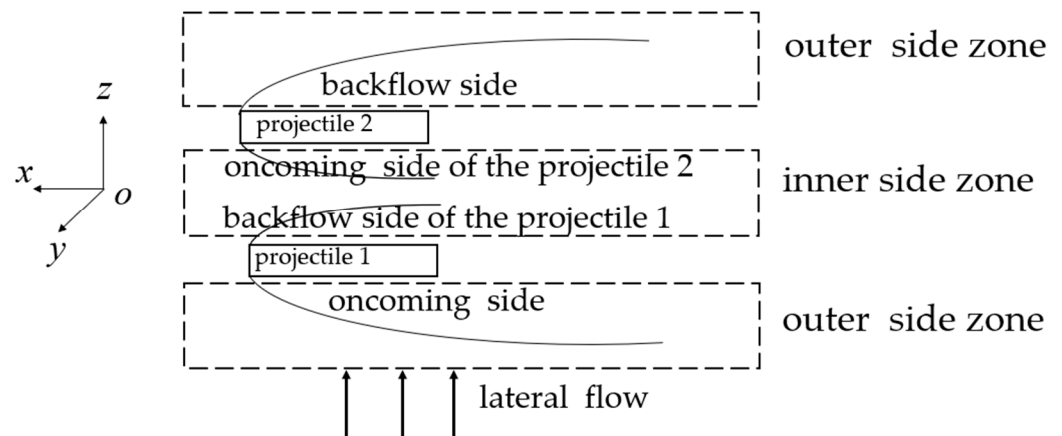 outer side zone
backflow side
z
projectile 2
oncoming side of the projectile 2
inner side zone
x
o
backflow side of the projectile 1
y
projectile 1
oncoming side
outer side zone
lateral flow